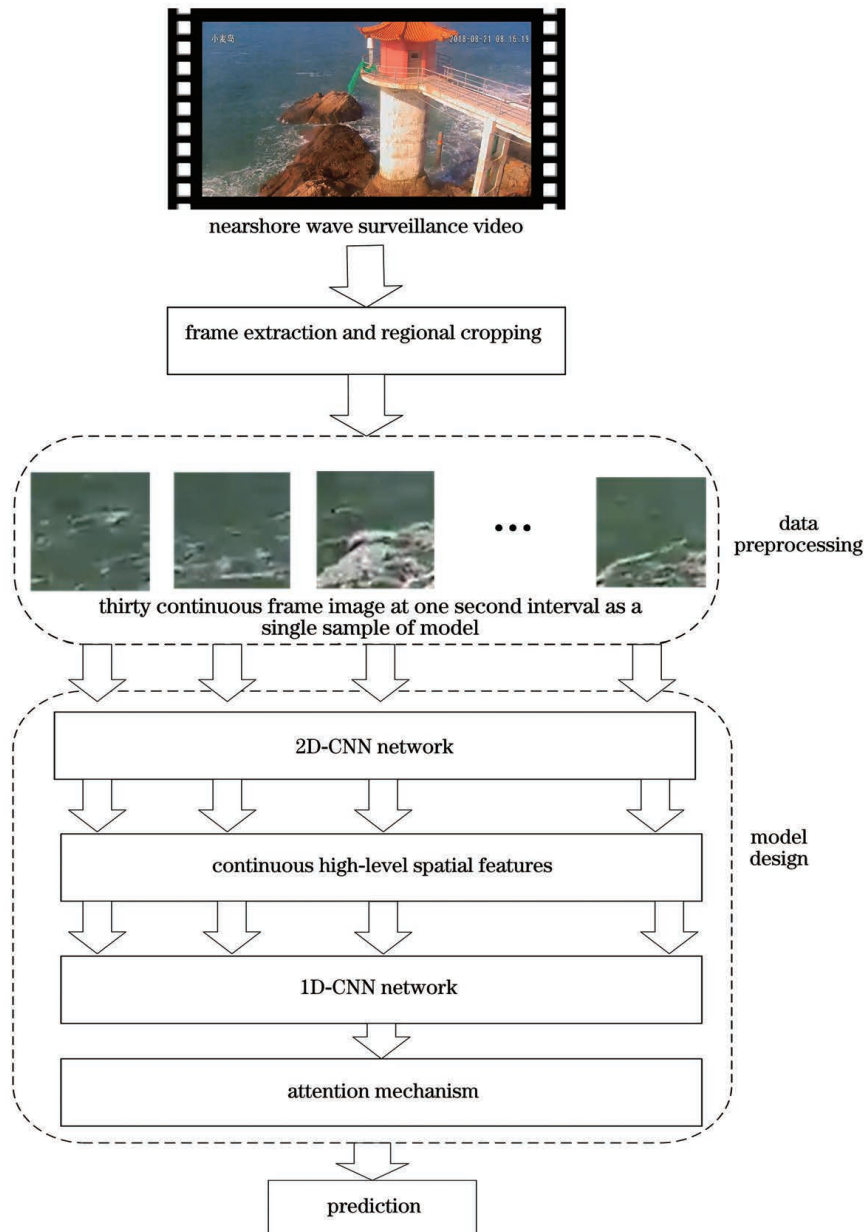 小麦岛
2018-08-21 08:16:19
nearshore wave surveillance video
frame extraction and regional cropping
...
thirty continuous frame image at one second interval as a
single sample of model
data
preprocessing
2D-CNN network
continuous high-level spatial features
model
design
1D-CNN network
attention mechanism
prediction